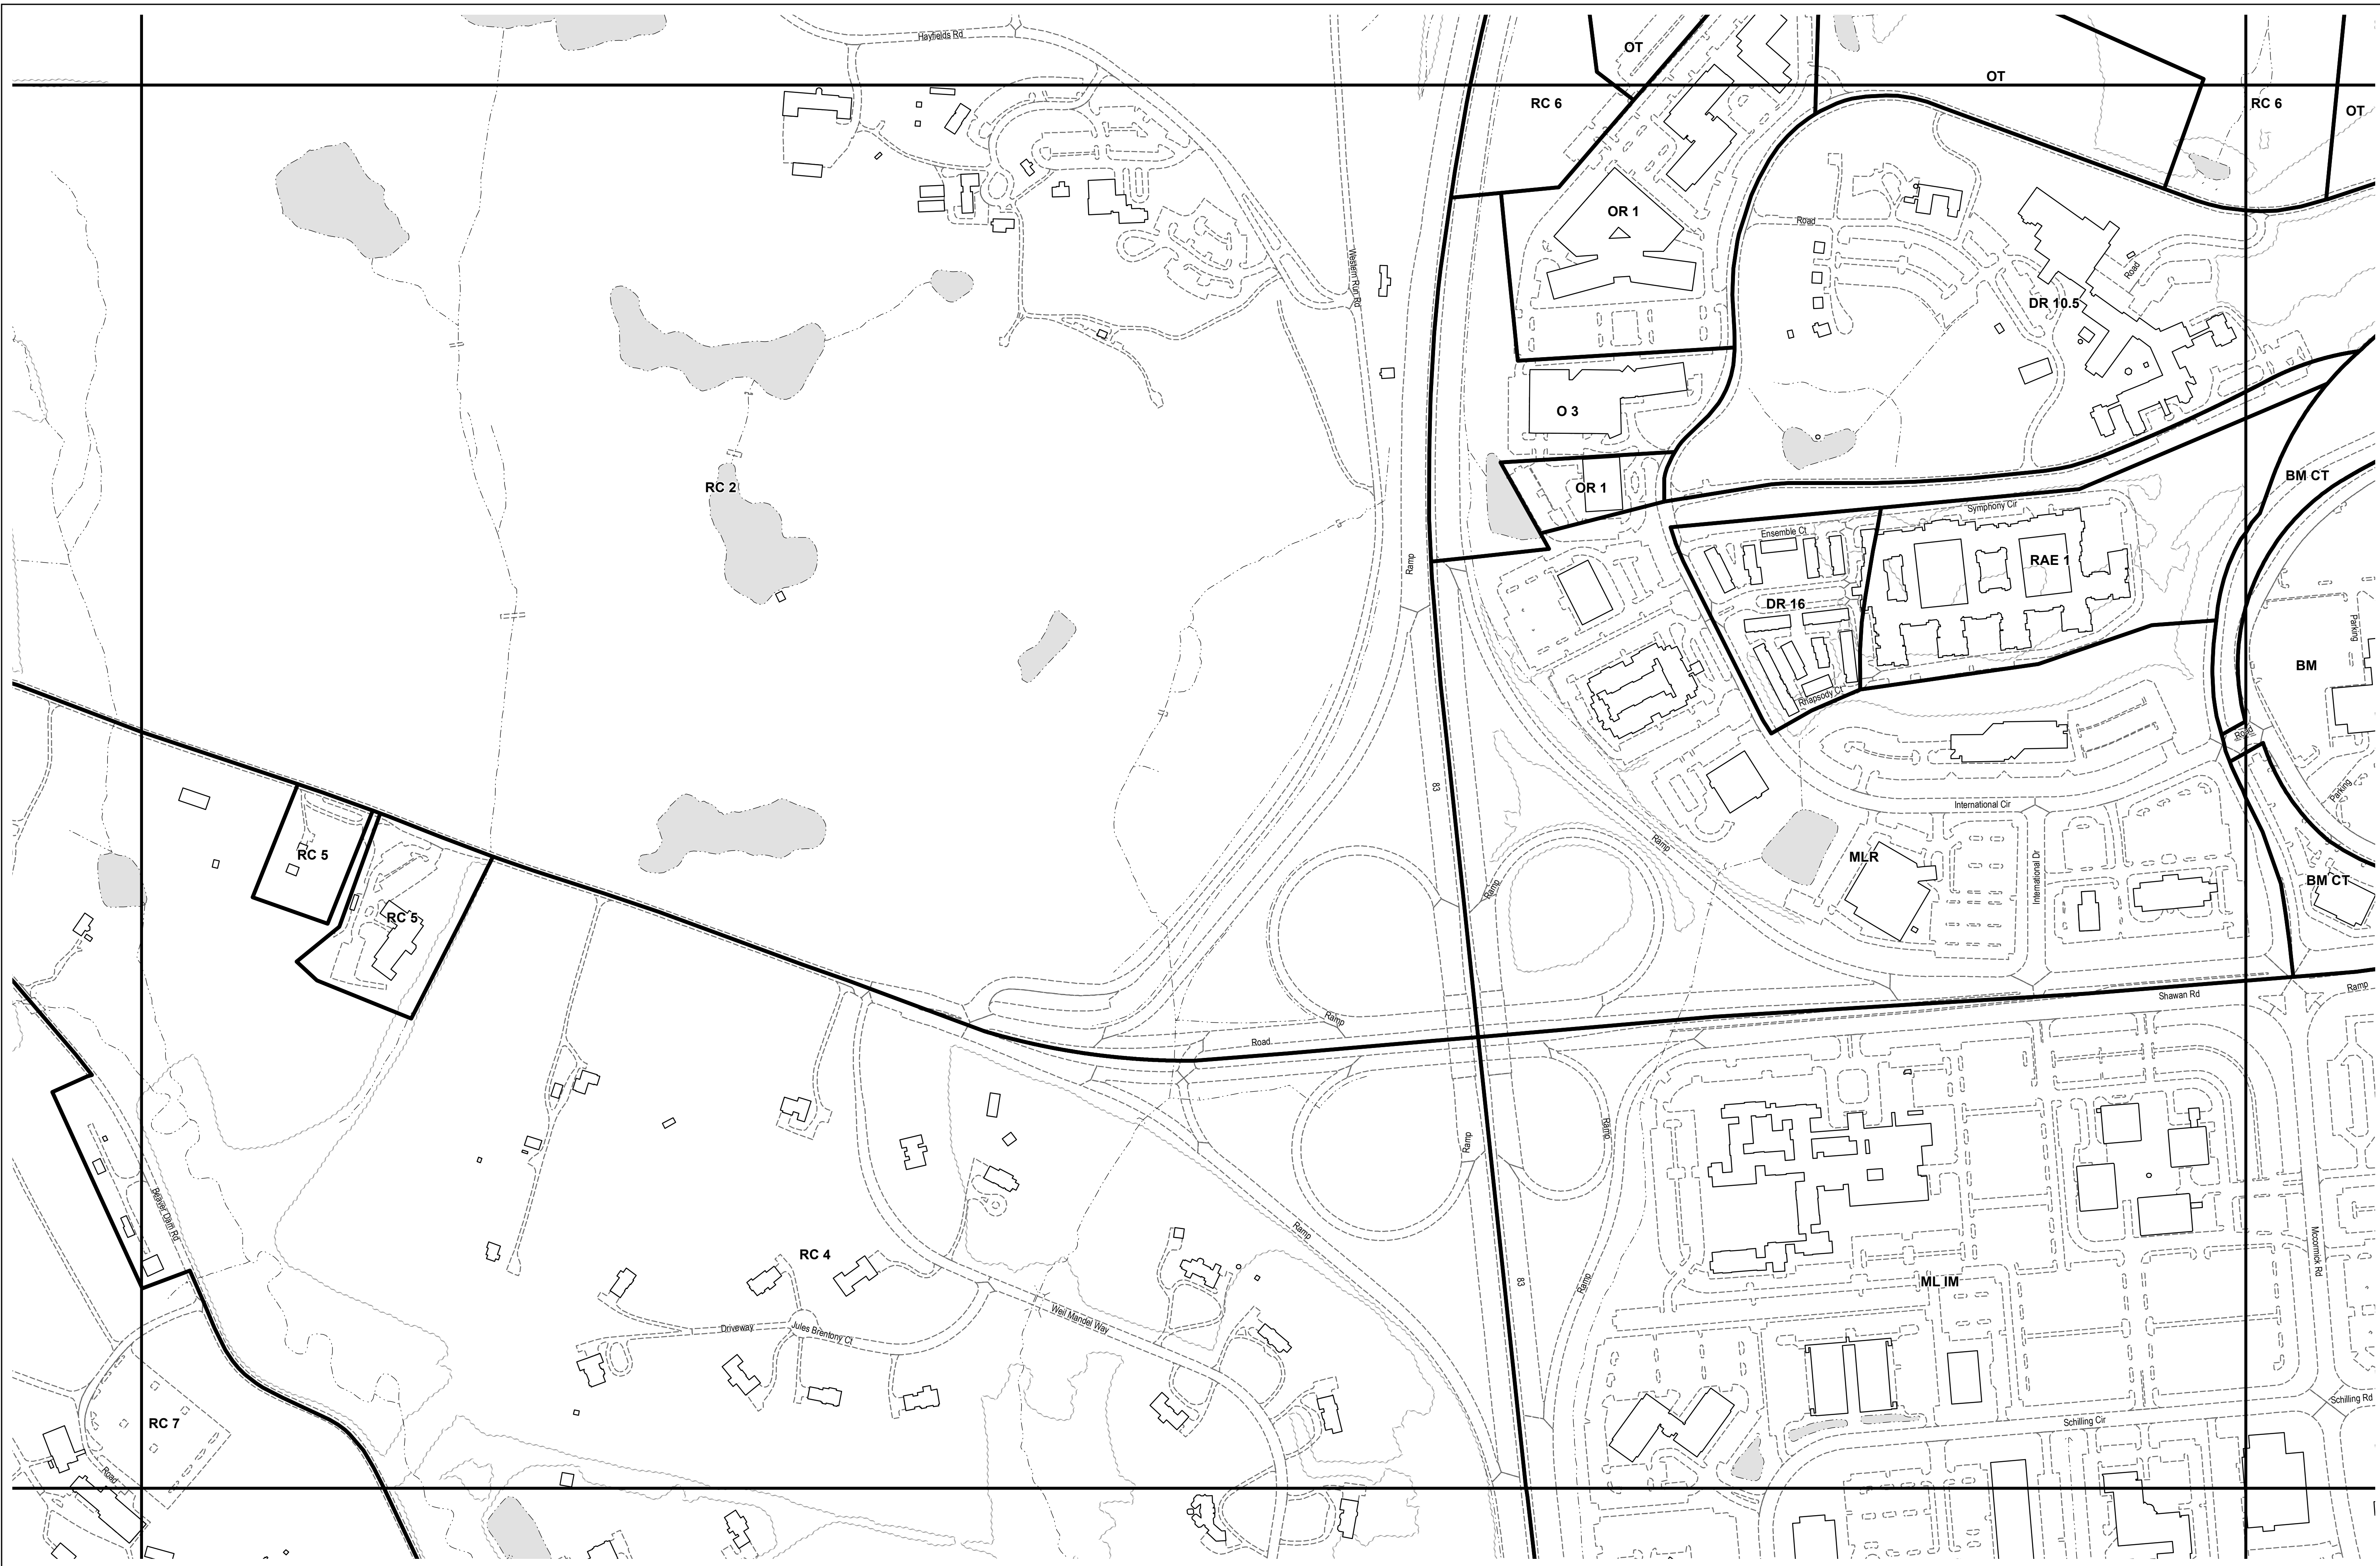 Hayfields Rd
OT
OT
RC 6
RC 6
OT
OR 1
Road
Western Run Rd
Road
DR 10.5
O 3
BM CT
RC 2
OR 1
Symphony Cir
Ensemble Ct
Ramp
RAE 1
DR 16
Parking
BM
Rhapsody Ct
Road
83
Parking
International Cir
Ramp
RC 5
MLR
International Dr
BM CT
Ramp
RC 5
Ramp
Shawan Rd
Ramp
Road
Ramp
Ramp
Beaver Dam Rd
Ramp
Mccormick Rd
RC 4
83
Ramp
ML IM
Weil Mandel Way
Driveway
Jules Brentony Ct
Schilling Rd
RC 7
Schilling Cir
Road